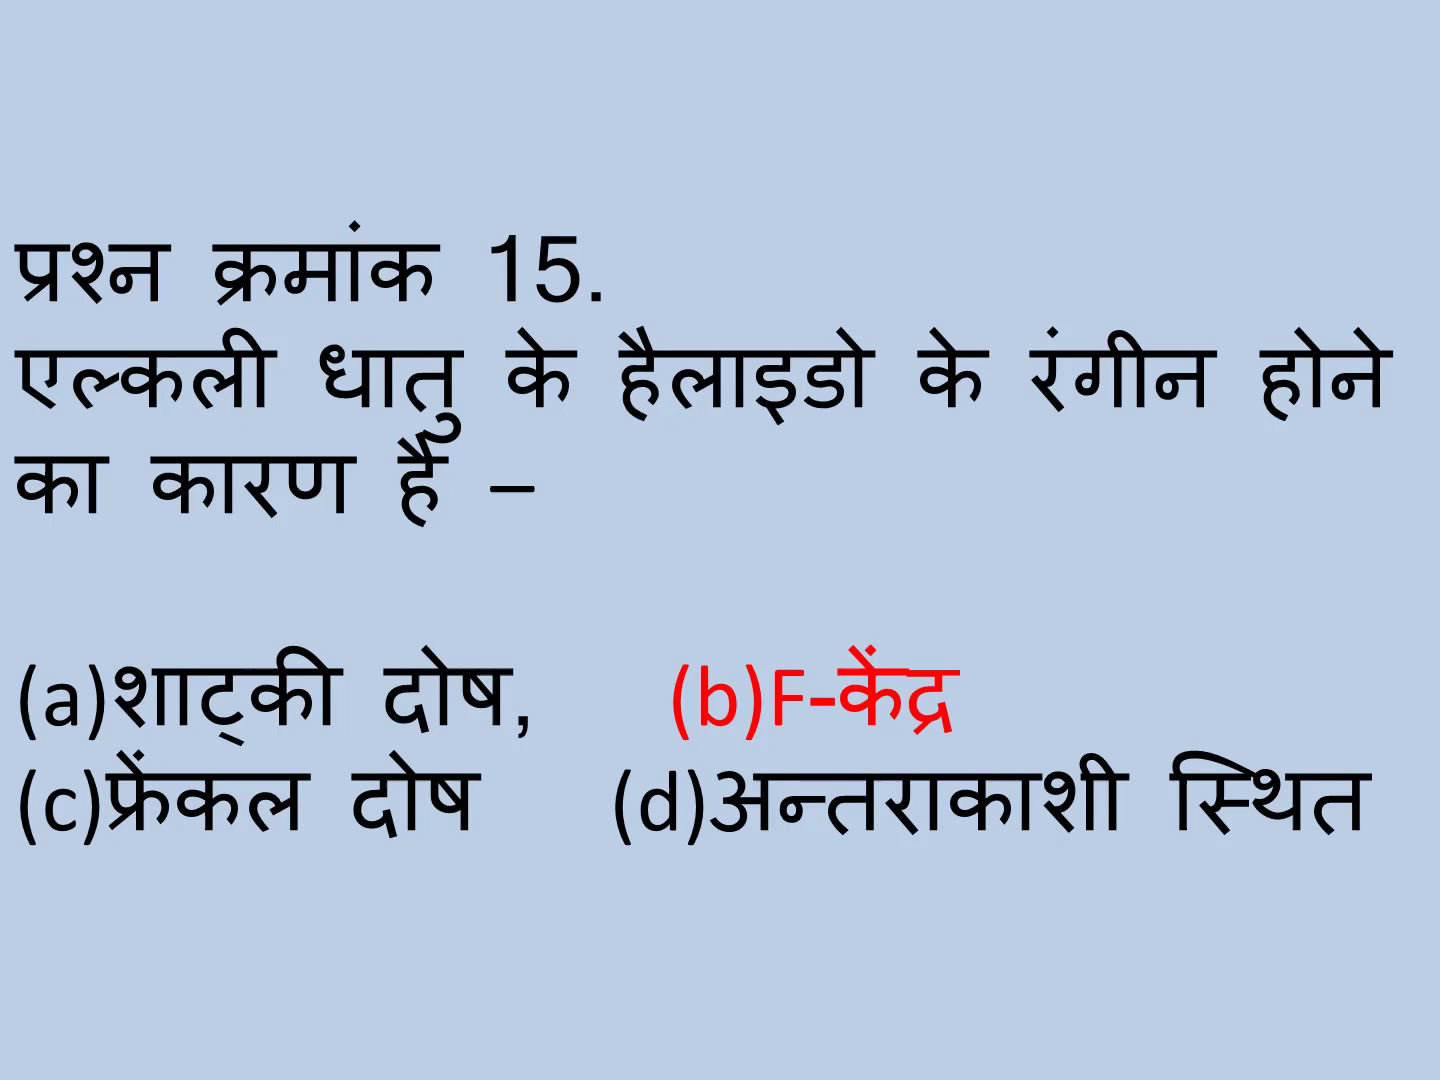 प्रश्न क्रमांक 15.
एल्कली धातु के हैलाइडो के रंगीन होने
का कारण हैं –
(a)शाट्की दोष, (b)F-केंद्र
(c)फ्रेंकल दोष (d)अन्तराकाशी स्थित